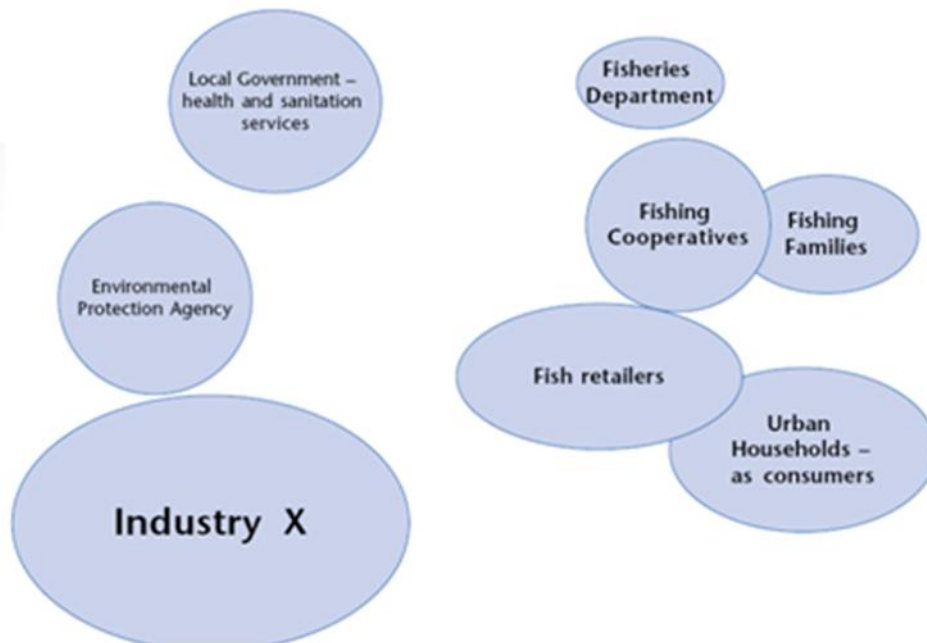 Local Government –
health and sanitation
services
Fisheries
Department
Fishing
Cooperatives
Fishing
Families
Environmental
Protection Agency
Fish retailers
Urban
Households –
as consumers
Industry X